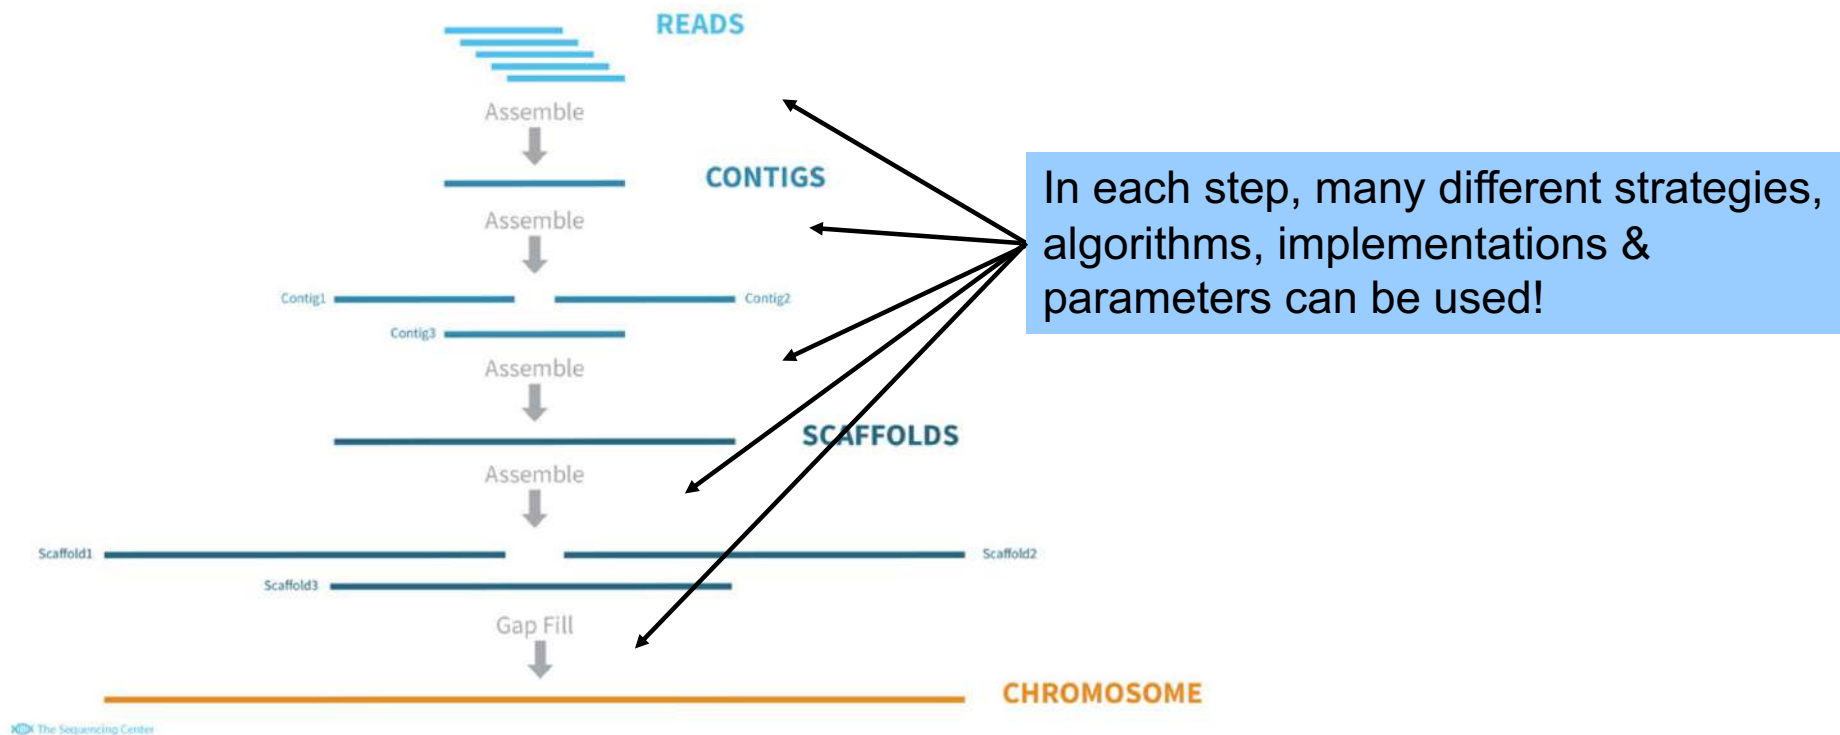 READS
Assemble
CONTIGS
In each step, many different strategies,
algorithms, implementations &
parameters can be used!
Assemble
Contig1
Contig2
Contig3
Assemble
SCAFFOLDS
Assemble
Scaffold1
Scaffold2
Scaffold3
Gap Fill
CHROMOSOME
The Sequencing Center